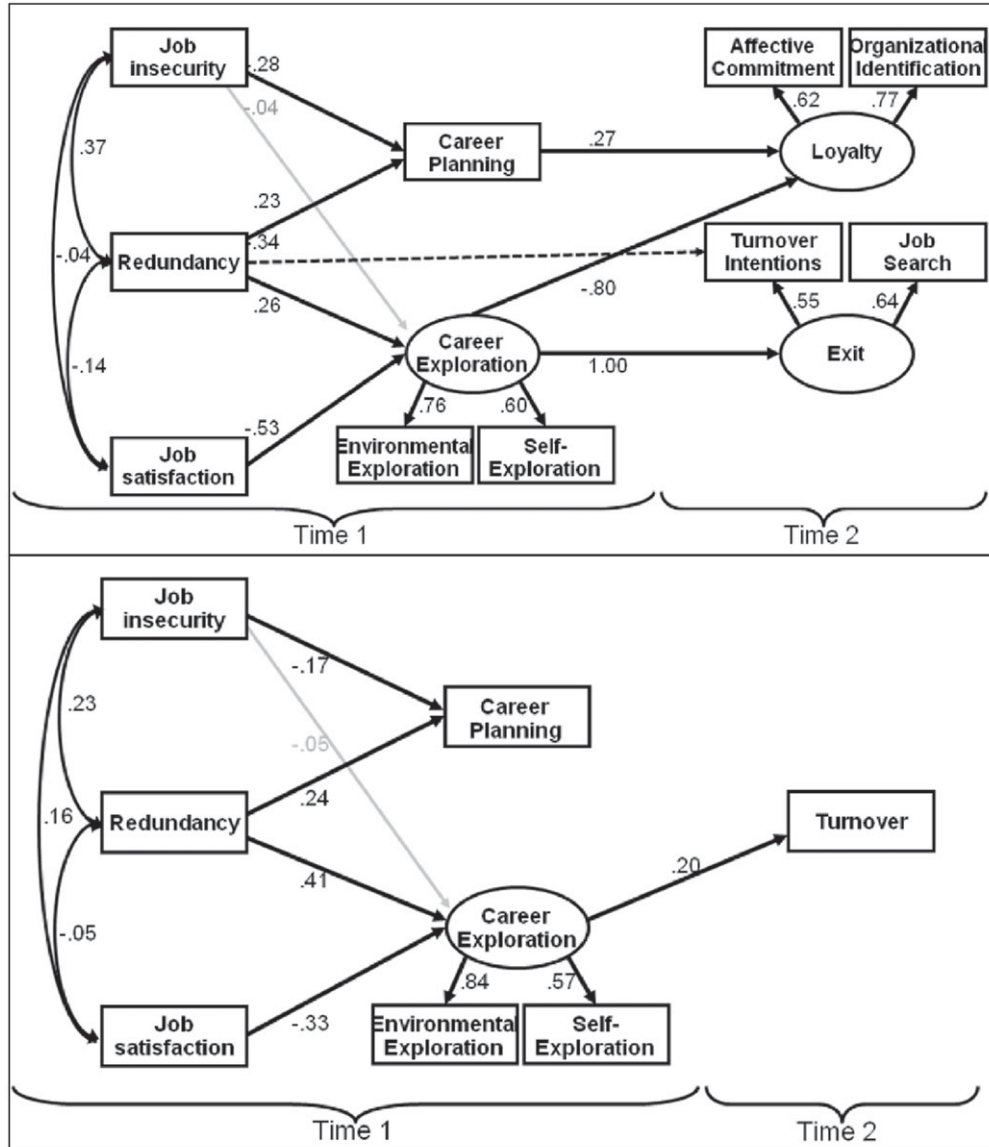 Job
insecurity
-.28
-.04
Affective
Commitment
Organizational
Identification
.62
.77
Career
Planning
.27
Loyalty
.37
.23
-.34
Redundancy
-.04
Turnover
Intentions
Job
Search
.26
-.80
.55
.64
Career
Exploration
1.00
Exit
-.14
.76
.60
-.53
Job
satisfaction
Environmental
Exploration
Self-
Exploration
Time 1
Time 2
Job
insecurity
-.17
.23
Career
Planning
-.05
.24
.16
Redundancy
Turnover
.41
.20
Career
Exploration
-.05
.84
.57
-.33
Job
satisfaction
Environmental
Exploration
Self-
Exploration
Time 1
Time 2